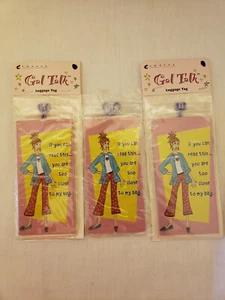 Gal Talk
Luggage Tag
Gal Talk
Luggage Tag
if you can
read this...
you are
too
close
to my bag.
if you can
read this...
you are
too
close
to my bag.
if you can
read this...
you are
too
close
to my bag.